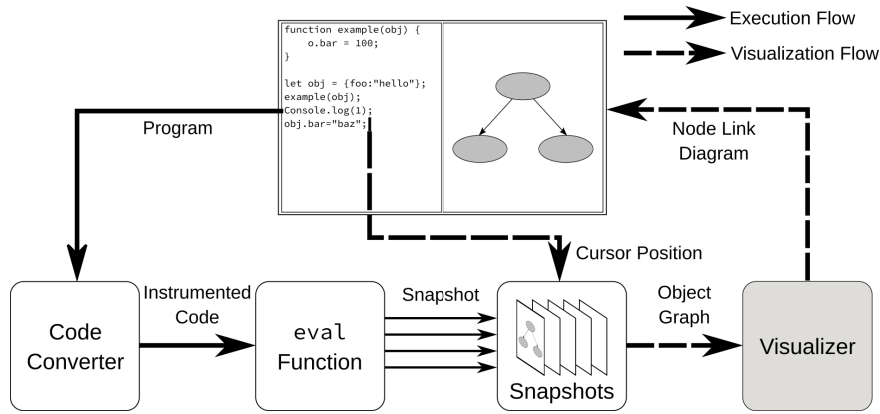 function example(obj) {
    o.bar = 100;
}
let obj = {foo:"hello"};
example(obj);
Console.log(1);
obj.bar="baz";
Execution Flow
Visualization Flow
Program
Node Link
Diagram
Cursor Position
Instrumented
Code
Snapshot
Object
Graph
Code
Converter
eval
Function
Snapshots
Visualizer